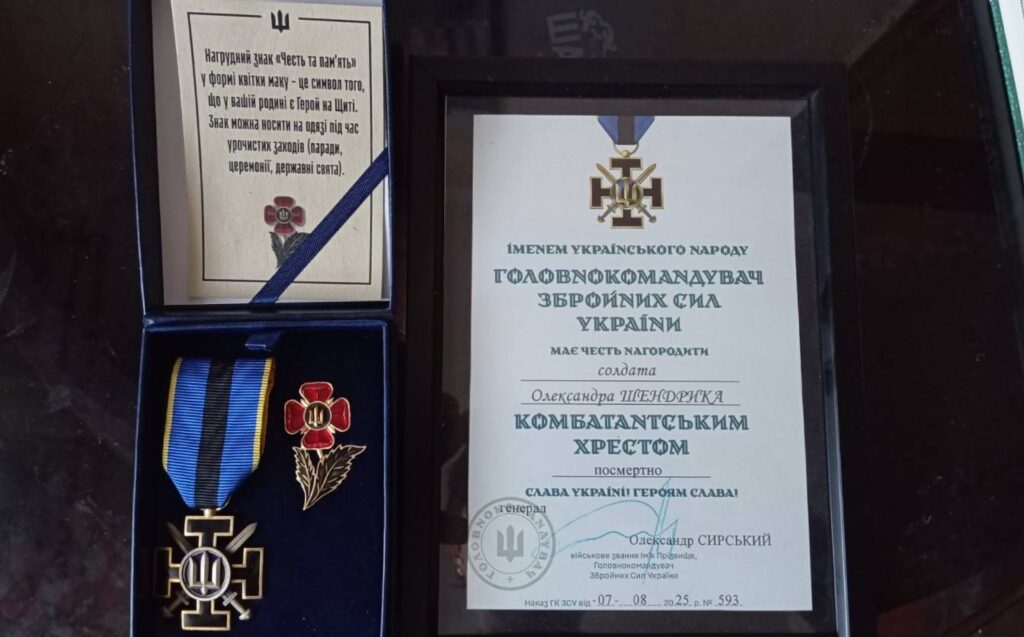 Нагрудний знак «Честь та пам'ять»
у формі квітки маку – це символ того,
що у вашій родині є Герой на Щиті.
Знак можна носити на одязі під час
урочистих заходів (паради,
церемонії, державні свята).
ІМЕНЕМ УКРАЇНСЬКОГО НАРОДУ
ГОЛОВНОКОМАНДУВАЧ
ЗБРОЙНИХ СИЛ
УКРАЇНИ
МАЄ ЧЕСТЬ НАГОРОДИТИ
солдата
Олександра ШЕНДРИКА
КОМБАТАНТСЬКИМ
ХРЕСТОМ
посмертно
СЛАВА УКРАЇНІ! ГЕРОЯМ СЛАВА!
генерал
Олександр СИРСЬКИЙ
військове звання Ім'я Прізвище,
Головнокомандувач
Збройних Сил України
Наказ ГК ЗСУ від 07 08 2025 р. № 593
ГОЛОВНОКОМАНДУВАЧ